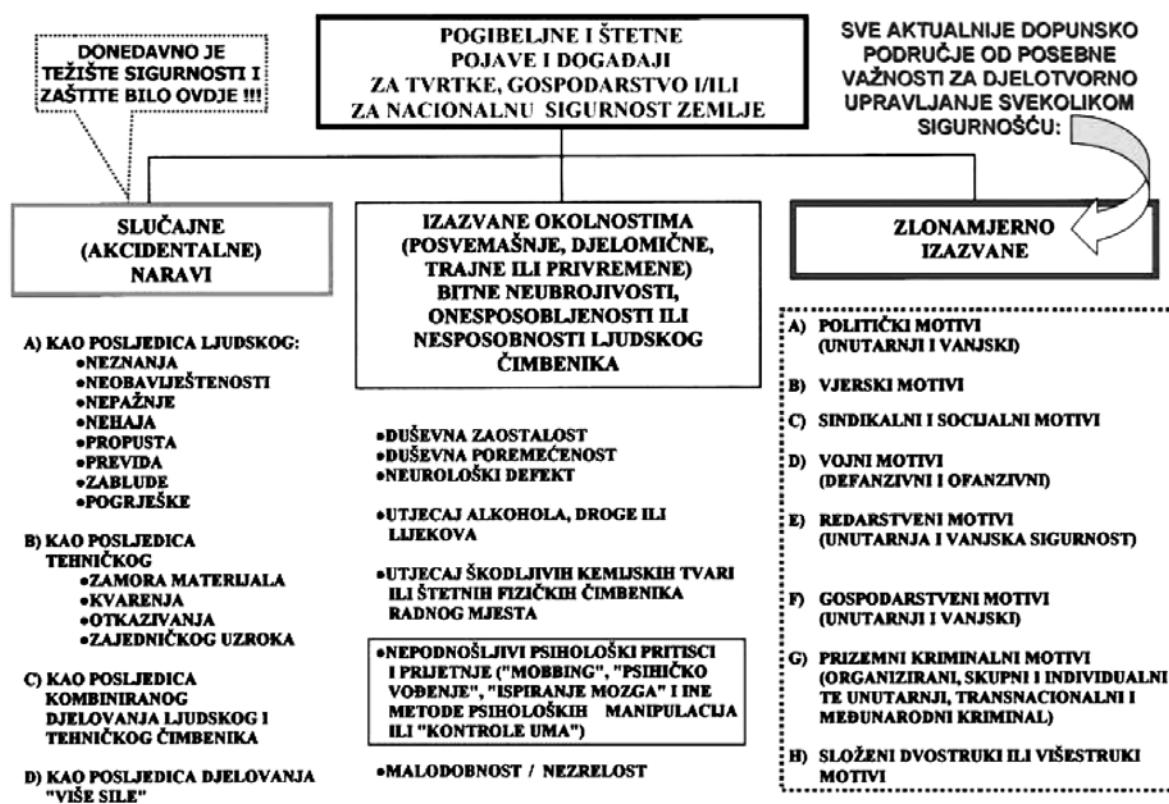 DONEDAVNO JE
TEŽIŠTE SIGURNOSTI I
ZAŠTITE BILO OVDJE !!!
POGIBELJNE I ŠTETNE
POJAVE I DOGAĐAJI
ZA TVRTKE, GOSPODARSTVO I/ILI
ZA NACIONALNU SIGURNOST ZEMLJE
SVE AKTUALNIJE DOPUNSKO
PODRUČJE OD POSEBNE
VAŽNOSTI ZA DJELOTVORNO
UPRAVLJANJE SVEKOLIKOM
SIGURNOŠĆU:
SLUČAJNE
(AKCIDENTALNE)
NARAVI
A) KAO POSLJEDICA LJUDSKOG:
●NEZNANJA
●NEOBAVIJEŠTENOSTI
●NEPAŽNJE
●NEHAJA
●PROPUSTA
●PREVIDA
●ZABLUDE
●POGRJEŠKE
B) KAO POSLJEDICA
TEHNIČKOG
●ZAMORA MATERIJALA
●KVARENJA
●OTKAZIVANJA
●ZAJEDNIČKOG UZROKA
C) KAO POSLJEDICA
KOMBINIRANOG
DJELOVANJA LJUDSKOG I
TEHNIČKOG ČIMBENIKA
D) KAO POSLJEDICA DJELOVANJA
"VIŠE SILE"
IZAZVANE OKOLNOSTIMA
(POSVEMAŠNJE, DJELOMIČNE,
TRAJNE ILI PRIVREMENE)
BITNE NEUBROJIVOSTI,
ONESPOSOBLJENOSTI ILI
NESPOSOBNOSTI LJUDSKOG
ČIMBENIKA
●DUŠEVNA ZAOSTALOST
●DUŠEVNA POREMEĆENOST
●NEUROLOŠKI DEFEKT
●UTJECAJ ALKOHOLA, DROGE ILI
LIJEKOVA
●UTJECAJ ŠKODLJIVIH KEMIJSKIH TVARI
ILI ŠTETNIH FIZIČKIH ČIMBENIKA
RADNOG MJESTA
●NEPODNOŠLJIVI PSIHOLOŠKI PRITISCI
I PRIJETNJE ("MOBBING", "PSIHIČKO
VOĐENJE", "ISPIRANJE MOZGA" I INE
METODE PSIHOLOŠKIH MANIPULACIJA
ILI "KONTROLE UMA")
●MALODOBNOST / NEZRELOST
ZLONAMJERNO
IZAZVANE
A) POLITIČKI MOTIVI
(UNUTARNJI I VANJSKI)
B) VJERSKI MOTIVI
C) SINDIKALNI I SOCIJALNI MOTIVI
D) VOJNI MOTIVI
(DEFANZIVNI I OFANZIVNI)
E) REDARSTVENI MOTIVI
(UNUTARNJA I VANJSKA SIGURNOST)
F) GOSPODARSTVENI MOTIVI
(UNUTARNJI I VANJSKI)
G) PRIZEMNI KRIMINALNI MOTIVI
(ORGANIZIRANI, SKUPNI I INDIVIDUALNI
TE UNUTARNJI, TRANSNACIONALNI I
MEĐUNARODNI KRIMINAL)
H) SLOŽENI DVOSTRUKI ILI VIŠESTRUKI
MOTIVI